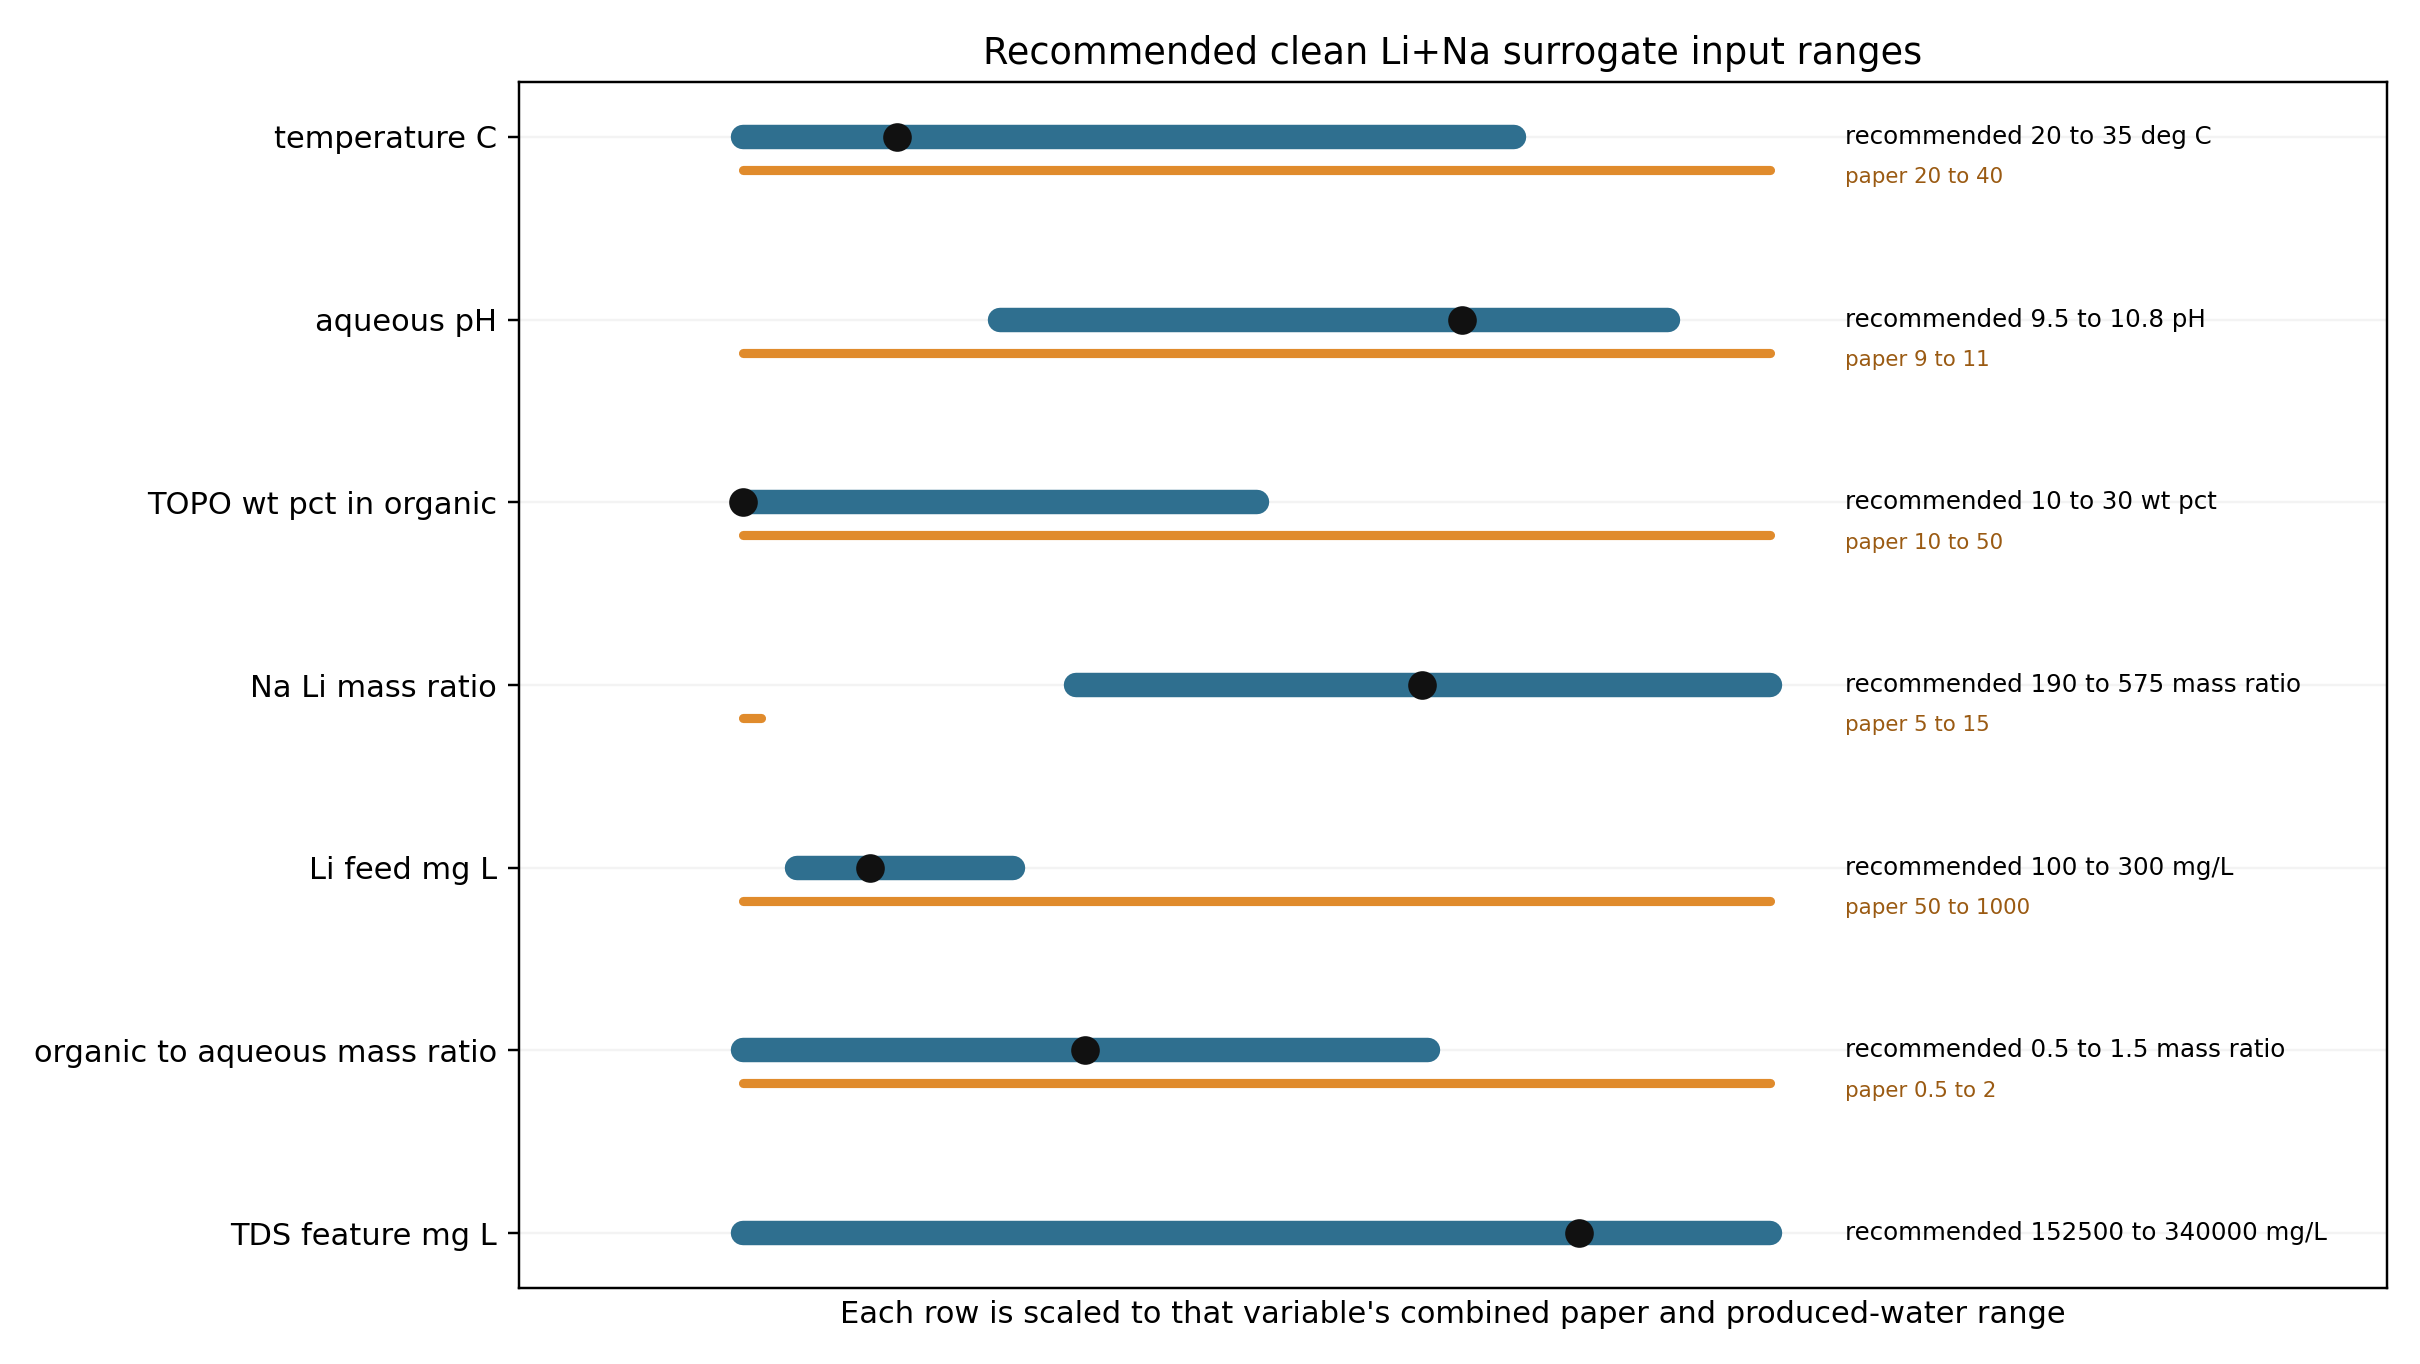 Recommended clean Li+Na surrogate input ranges
temperature C
recommended 20 to 35 deg C
paper 20 to 40
aqueous pH
recommended 9.5 to 10.8 pH
paper 9 to 11
TOPO wt pct in organic
recommended 10 to 30 wt pct
paper 10 to 50
Na Li mass ratio
recommended 190 to 575 mass ratio
paper 5 to 15
Li feed mg L
recommended 100 to 300 mg/L
paper 50 to 1000
organic to aqueous mass ratio
recommended 0.5 to 1.5 mass ratio
paper 0.5 to 2
TDS feature mg L
recommended 152500 to 340000 mg/L
Each row is scaled to that variable's combined paper and produced-water range